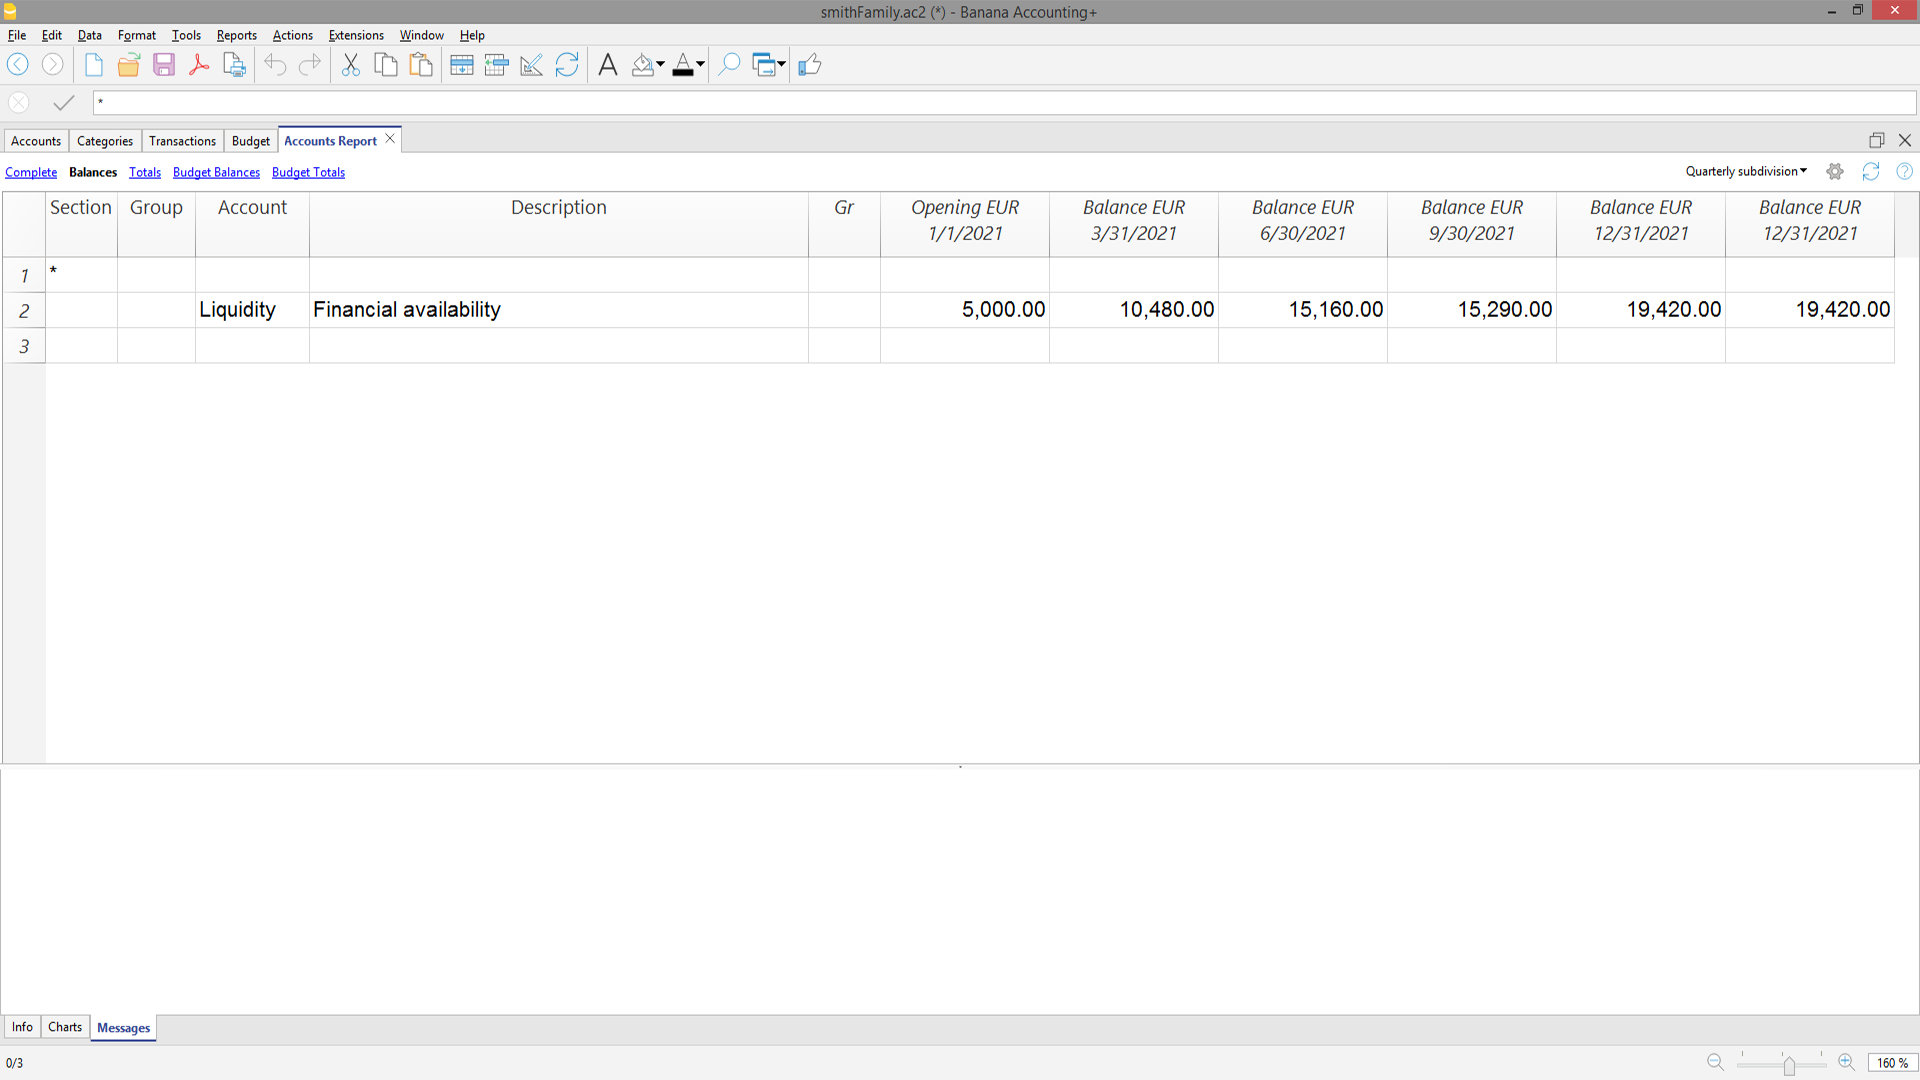 smithFamily.ac2 (*) - Banana Accounting+
File Edit Data Format Tools Reports Actions Extensions Window Help
*
Accounts Categories Transactions Budget Accounts Report
Complete Balances Totals Budget Balances Budget Totals Quarterly subdivision
Section Group Account Description Gr Opening EUR Balance EUR Balance EUR Balance EUR Balance EUR Balance EUR
1/1/2021 3/31/2021 6/30/2021 9/30/2021 12/31/2021 12/31/2021
1 *
2 Liquidity Financial availability 5,000.00 10,480.00 15,160.00 15,290.00 19,420.00 19,420.00
3
Info Charts Messages
0/3 160 %